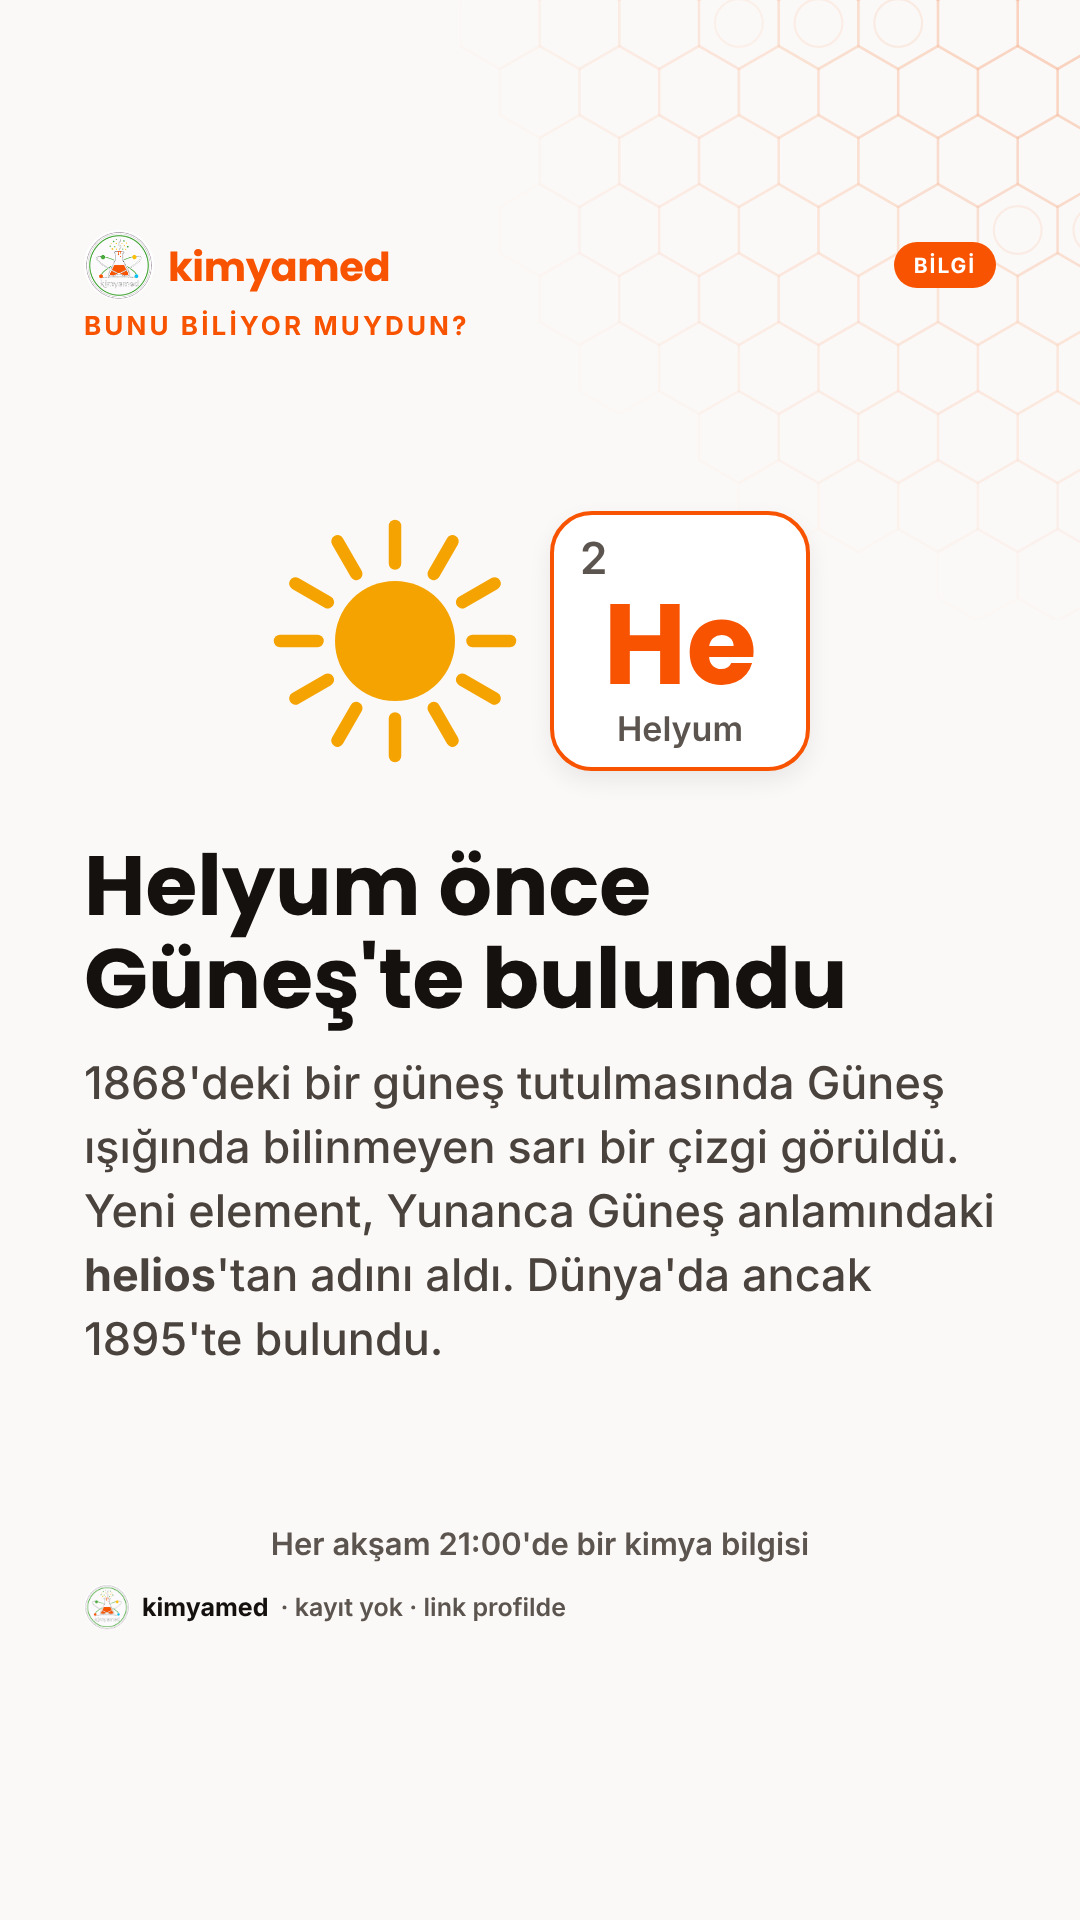 kimyamed
BİLGİ
BUNU BİLİYOR MUYDUN?
2
He
Helyum
Helyum önce
Güneş'te bulundu
1868'deki bir güneş tutulmasında Güneş
ışığında bilinmeyen sarı bir çizgi görüldü.
Yeni element, Yunanca Güneş anlamındaki
helios'tan adını aldı. Dünya'da ancak
1895'te bulundu.
Her akşam 21:00'de bir kimya bilgisi
kimyamed · kayıt yok · link profilde